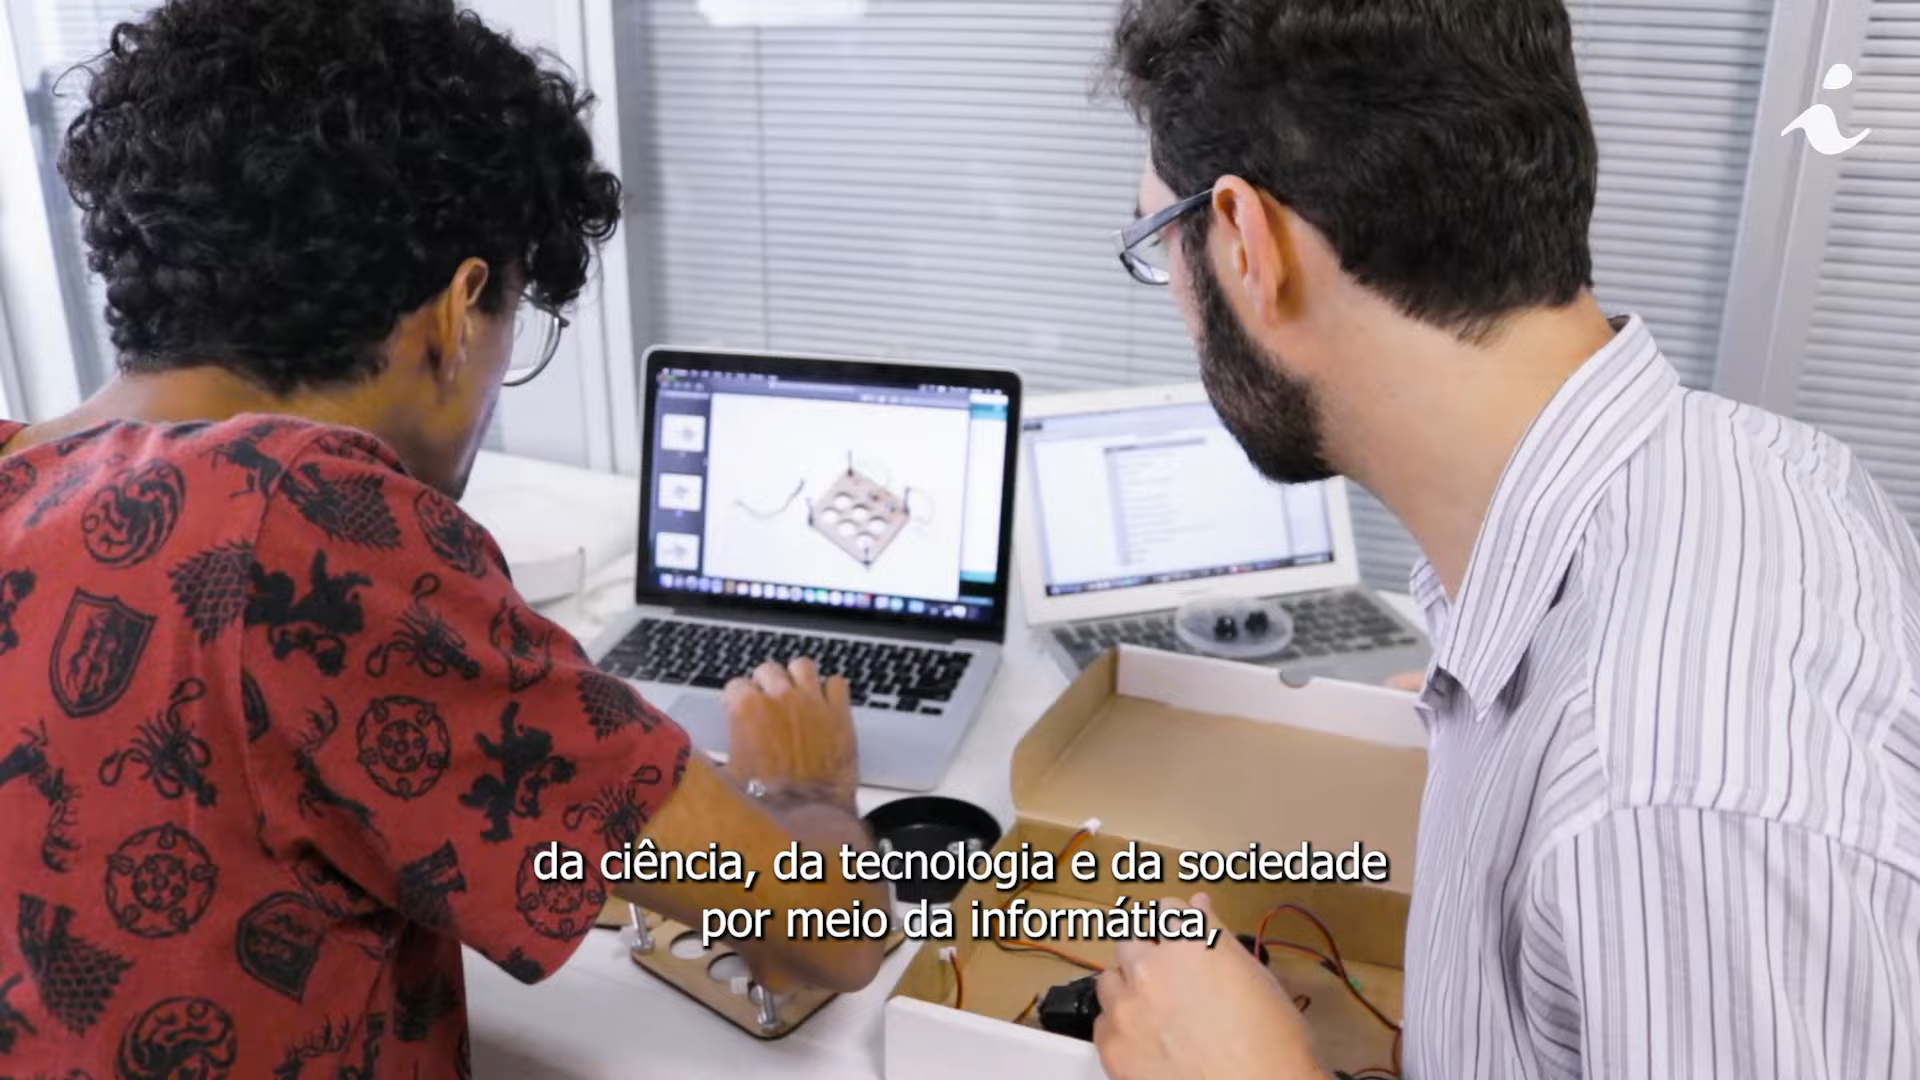 da ciência, da tecnologia e da sociedade
por meio da informática,